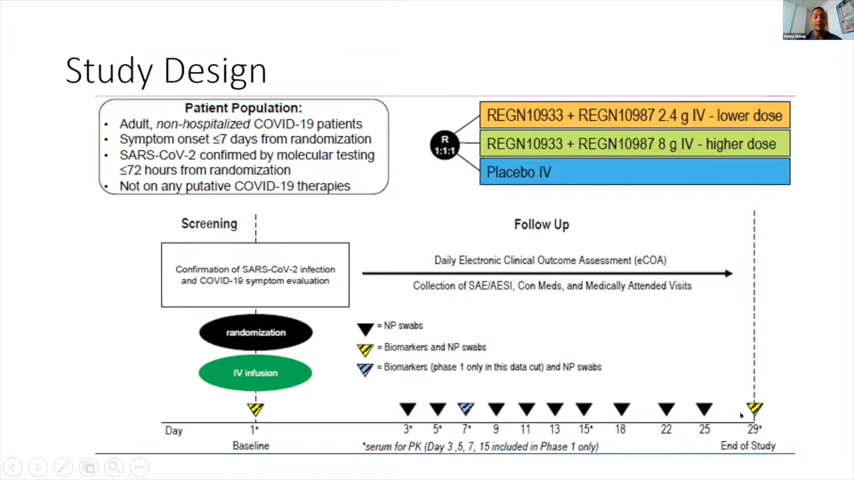 Study Design
Patient Population:
• Adult, non-hospitalized COVID-19 patients
• Symptom onset ≤7 days from randomization
• SARS-CoV-2 confirmed by molecular testing
≤72 hours from randomization
• Not on any putative COVID-19 therapies
R
1:1:1
REGN10933 + REGN10987 2.4 g IV - lower dose
REGN10933 + REGN10987 8 g IV - higher dose
Placebo IV
Screening
Follow Up
Confirmation of SARS-CoV-2 infection
and COVID-19 symptom evaluation
Daily Electronic Clinical Outcome Assessment (eCOA)
Collection of SAE/AESI, Con Meds, and Medically Attended Visits
randomization
IV infusion
= NP swabs
= Biomarkers and NP swabs
= Biomarkers (phase 1 only in this data cut) and NP swabs
Day 1* 3* 5* 7* 9 11 13 15* 18 22 25 29*
Baseline
*serum for PK (Day 3 ,5, 7, 15 included in Phase 1 only)
End of Study